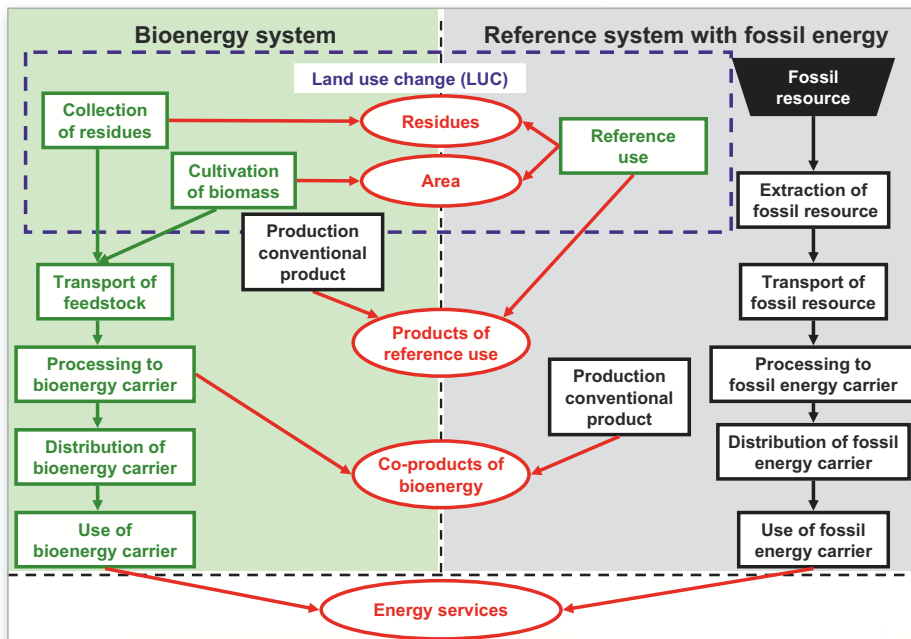 Bioenergy system
Reference system with fossil energy
Land use change (LUC)
Fossil
resource
Collection
of residues
Residues
Reference
use
Cultivation
of biomass
Area
Extraction of
fossil resource
Production
conventional
product
Transport of
feedstock
Transport of
fossil resource
Products of
reference use
Processing to
bioenergy carrier
Processing to
fossil energy carrier
Production
conventional
product
Distribution of
bioenergy carrier
Co-products of
bioenergy
Distribution of fossil
energy carrier
Use of
bioenergy carrier
Use of fossil
energy carrier
Energy services